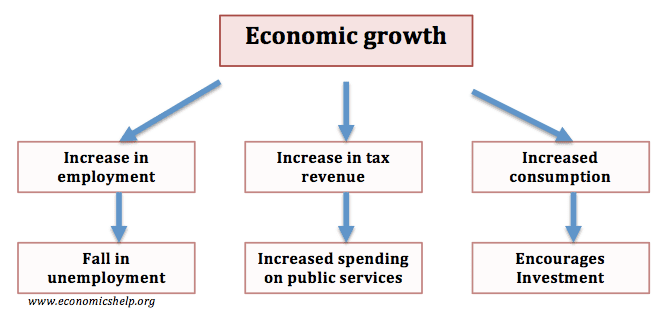 Economic growth
Increase in
employment
Increase in tax
revenue
Increased
consumption
Fall in
unemployment
Increased spending
on public services
Encourages
Investment
www.economicshelp.org